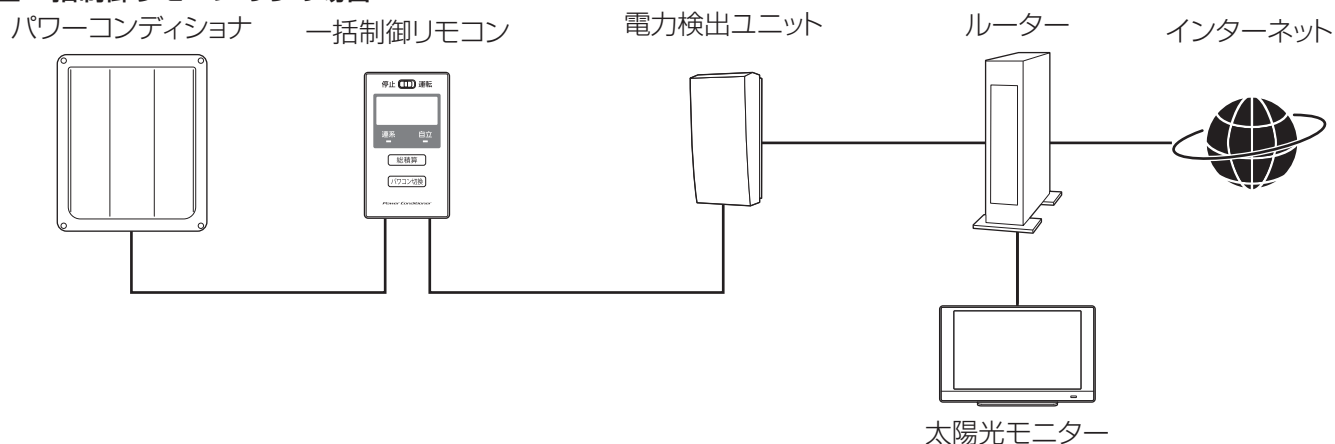 パワーコンディショナ
一括制御リモコン
電力検出ユニット
ルーター
インターネット
停止 運転
連系 自立
総積算
パワコン切換
Power Conditioner
太陽光モニター